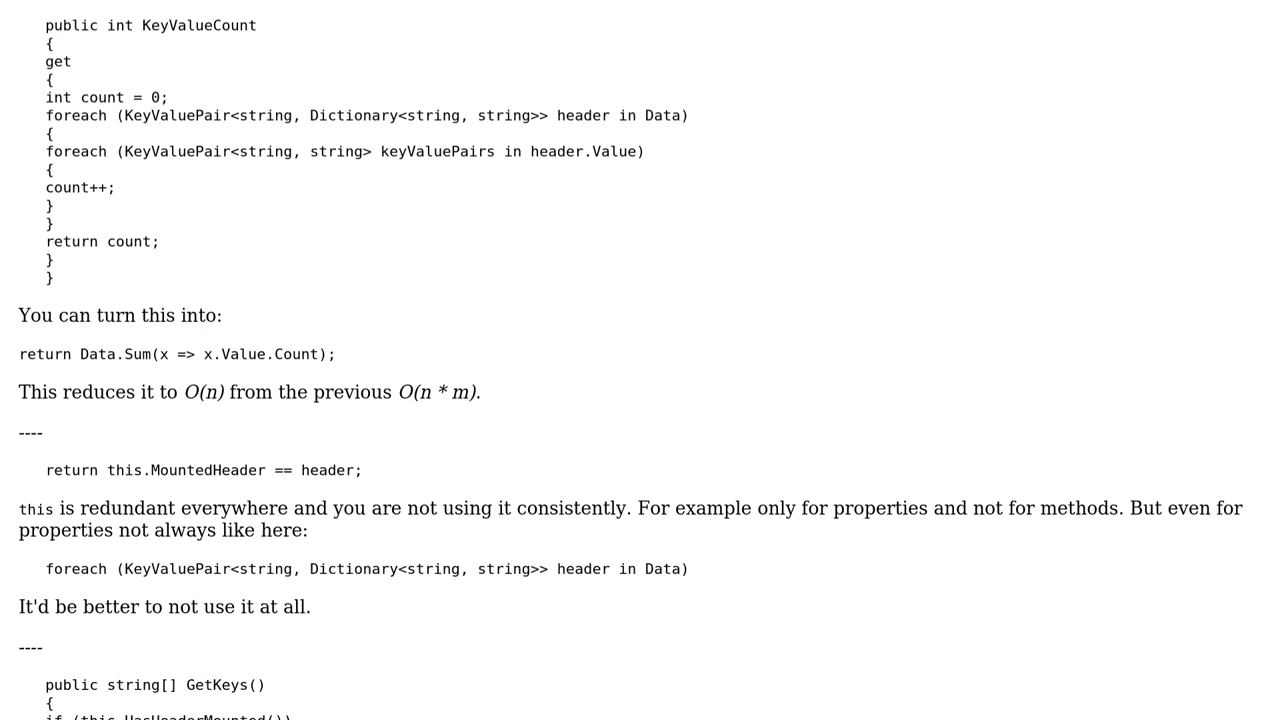 public int KeyValueCount
{
get
{
int count = 0;
foreach (KeyValuePair<string, Dictionary<string, string>> header in Data)
{
foreach (KeyValuePair<string, string> keyValuePairs in header.Value)
{
count++;
}
}
return count;
}
}
You can turn this into:
return Data.Sum(x => x.Value.Count);
This reduces it to O(n) from the previous O(n * m).
----
return this.MountedHeader == header;
this is redundant everywhere and you are not using it consistently. For example only for properties and not for methods. But even for
properties not always like here:
foreach (KeyValuePair<string, Dictionary<string, string>> header in Data)
It'd be better to not use it at all.
----
public string[] GetKeys()
{
if (this.HasHeaderMounted())